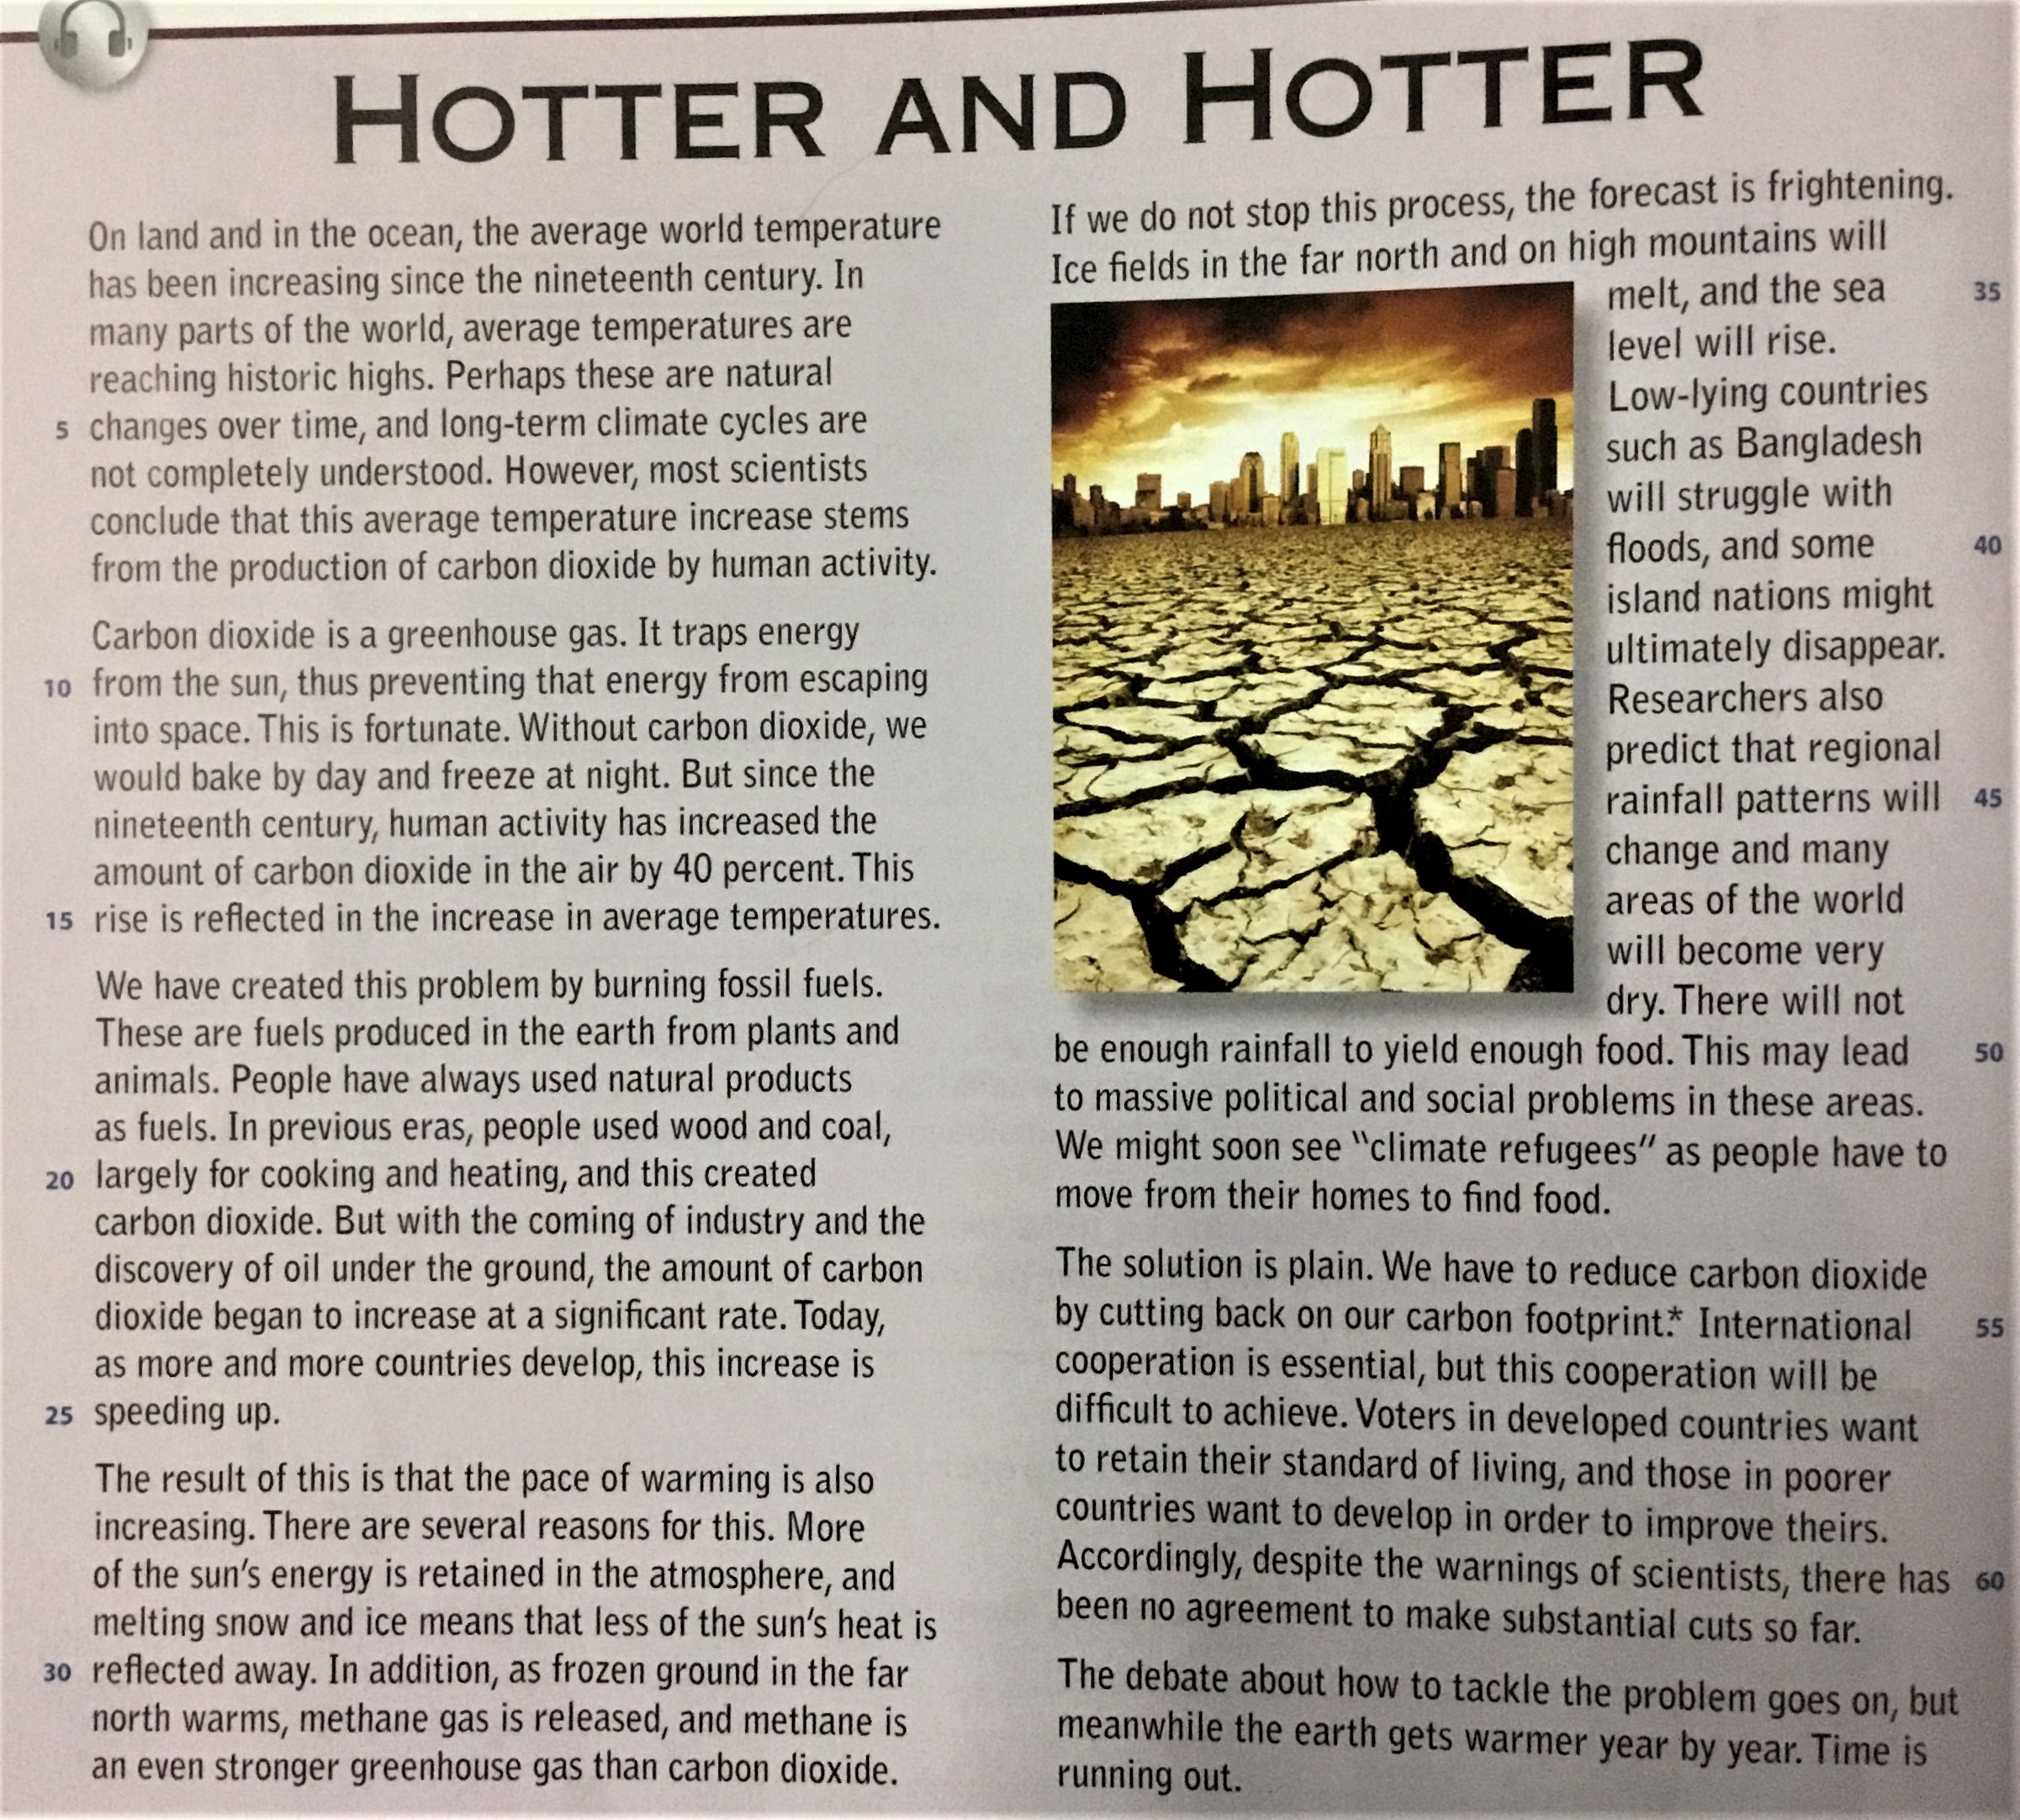 HOTTER AND HOTTER
On land and in the ocean, the average world temperature
has been increasing since the nineteenth century. In
many parts of the world, average temperatures are
reaching historic highs. Perhaps these are natural
5 changes over time, and long-term climate cycles are
not completely understood. However, most scientists
conclude that this average temperature increase stems
from the production of carbon dioxide by human activity.
Carbon dioxide is a greenhouse gas. It traps energy
10 from the sun, thus preventing that energy from escaping
into space. This is fortunate. Without carbon dioxide, we
would bake by day and freeze at night. But since the
nineteenth century, human activity has increased the
amount of carbon dioxide in the air by 40 percent. This
15 rise is reflected in the increase in average temperatures.
We have created this problem by burning fossil fuels.
These are fuels produced in the earth from plants and
animals. People have always used natural products
as fuels. In previous eras, people used wood and coal,
20 largely for cooking and heating, and this created
carbon dioxide. But with the coming of industry and the
discovery of oil under the ground, the amount of carbon
dioxide began to increase at a significant rate. Today,
as more and more countries develop, this increase is
25 speeding up.
The result of this is that the pace of warming is also
increasing. There are several reasons for this. More
of the sun's energy is retained in the atmosphere, and
melting snow and ice means that less of the sun's heat is
30 reflected away. In addition, as frozen ground in the far
north warms, methane gas is released, and methane is
an even stronger greenhouse gas than carbon dioxide.
If we do not stop this process, the forecast is frightening.
Ice fields in the far north and on high mountains will
melt, and the sea 35
level will rise.
Low-lying countries
such as Bangladesh
will struggle with
floods, and some 40
island nations might
ultimately disappear.
Researchers also
predict that regional
rainfall patterns will 45
change and many
areas of the world
will become very
dry. There will not
be enough rainfall to yield enough food. This may lead 50
to massive political and social problems in these areas.
We might soon see "climate refugees" as people have to
move from their homes to find food.
The solution is plain. We have to reduce carbon dioxide
by cutting back on our carbon footprint.* International 55
cooperation is essential, but this cooperation will be
difficult to achieve. Voters in developed countries want
to retain their standard of living, and those in poorer
countries want to develop in order to improve theirs.
Accordingly, despite the warnings of scientists, there has 60
been no agreement to make substantial cuts so far.
The debate about how to tackle the problem goes on, but
meanwhile the earth gets warmer year by year. Time is
running out.